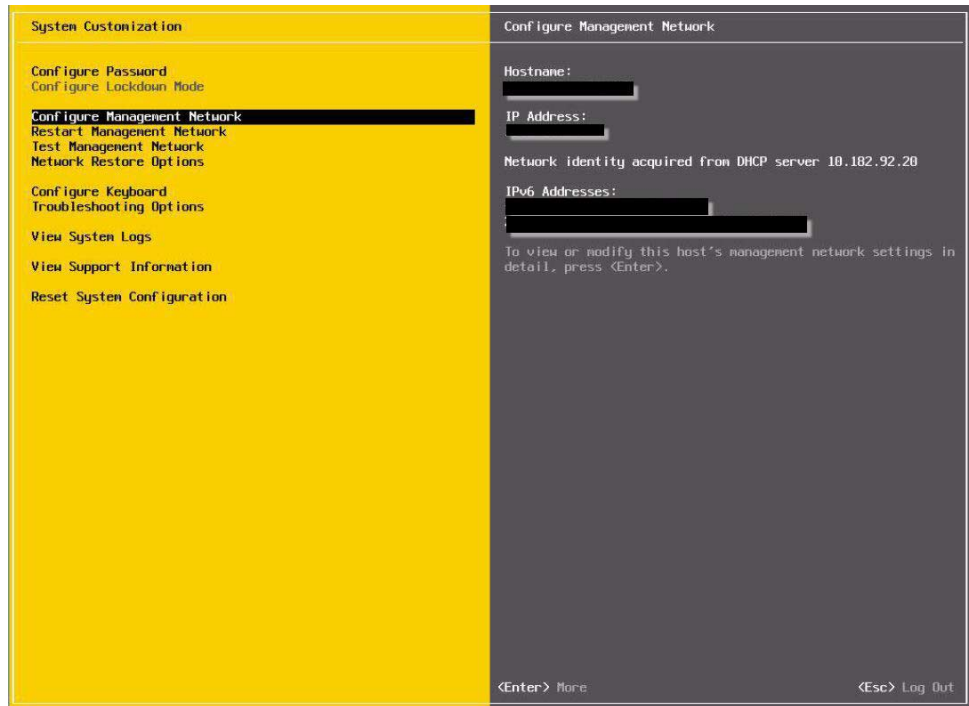 System Customization
Configure Password
Configure Lockdown Mode
Configure Management Network
Restart Management Network
Test Management Network
Network Restore Options
Configure Keyboard
Troubleshooting Options
View System Logs
View Support Information
Reset System Configuration
Configure Management Network
Hostname:
IP Address:
Network identity acquired from DHCP server 10.102.92.20
IPv6 Addresses:
To view or modify this host's management network settings in
detail, press <Enter>.
<Enter> More
<Esc> Log Out